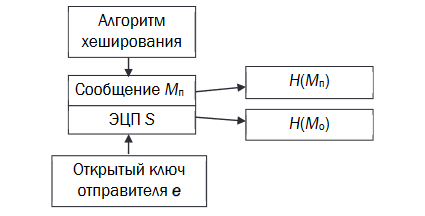 Алгоритм
хеширования
Сообщение Mп
H(Mп)
ЭЦП S
H(Mо)
Открытый ключ
отправителя e